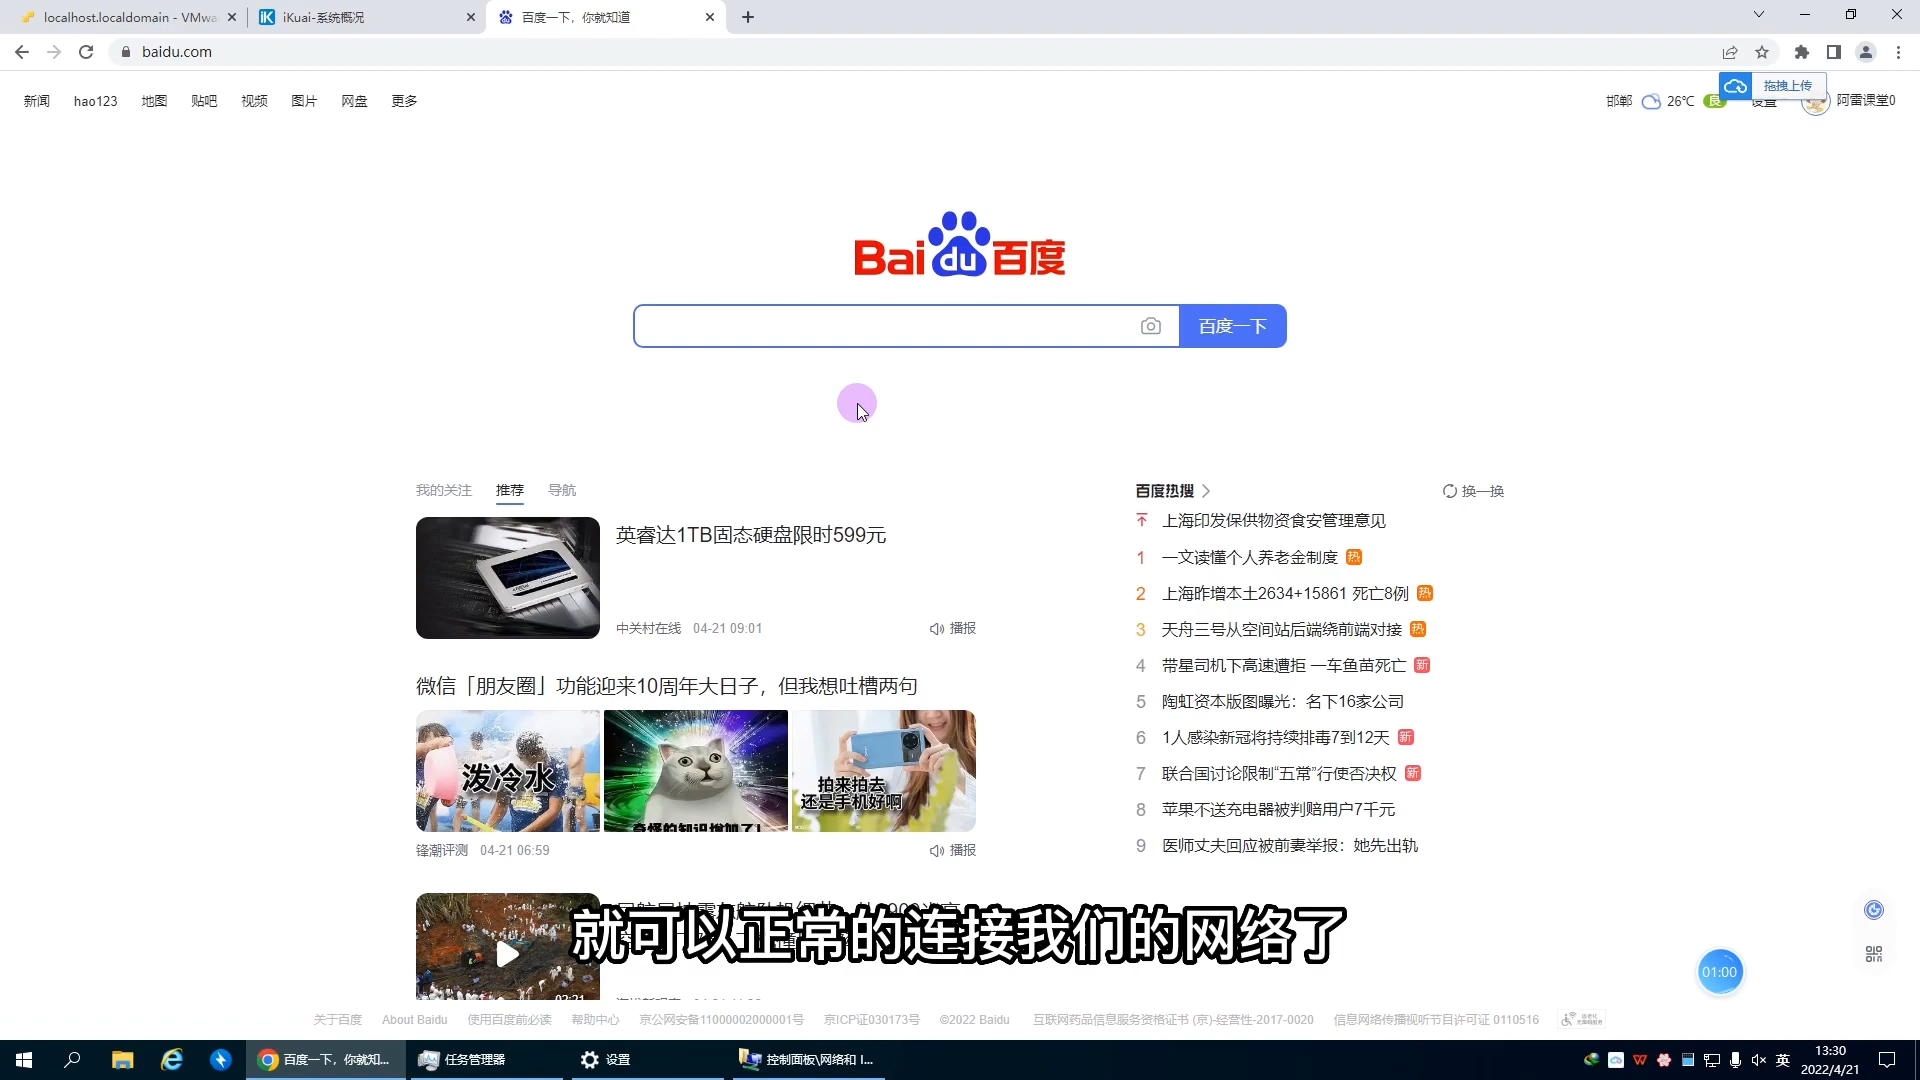 localhost.localdomain - VMwa
iKuai-系统概况
百度一下，你就知道
baidu.com
新闻 hao123 地图 贴吧 视频 图片 网盘 更多
邯郸 26℃ 良 设置 阿雷课堂0
拖拽上传
Baidu百度
百度一下
我的关注 推荐 导航
英睿达1TB固态硬盘限时599元
中关村在线 04-21 09:01 播报
微信「朋友圈」功能迎来10周年大日子，但我想吐槽两句
泼冷水
奇怪的知识增加了!
拍来拍去
还是手机好啊
锋潮评测 04-21 06:59 播报
百度热搜 换一换
上海印发保供物资食安管理意见
1 一文读懂个人养老金制度 热
2 上海昨增本土2634+15861 死亡8例 热
3 天舟三号从空间站后端绕前端对接 热
4 带星司机下高速遭拒 一车鱼苗死亡 新
5 陶虹资本版图曝光：名下16家公司
6 1人感染新冠将持续排毒7到12天 新
7 联合国讨论限制“五常”行使否决权 新
8 苹果不送充电器被判赔用户7千元
9 医师丈夫回应被前妻举报：她先出轨
就可以正常的连接我们的网络了
01:00
关于百度 About Baidu 使用百度前必读 帮助中心 京公网安备11000002000001号 京ICP证030173号 ©2022 Baidu 互联网药品信息服务资格证书 (京)-经营性-2017-0020 信息网络传播视听节目许可证 0110516
百度一下，你就知... 任务管理器 设置 控制面板\网络和 I...
英
13:30
2022/4/21